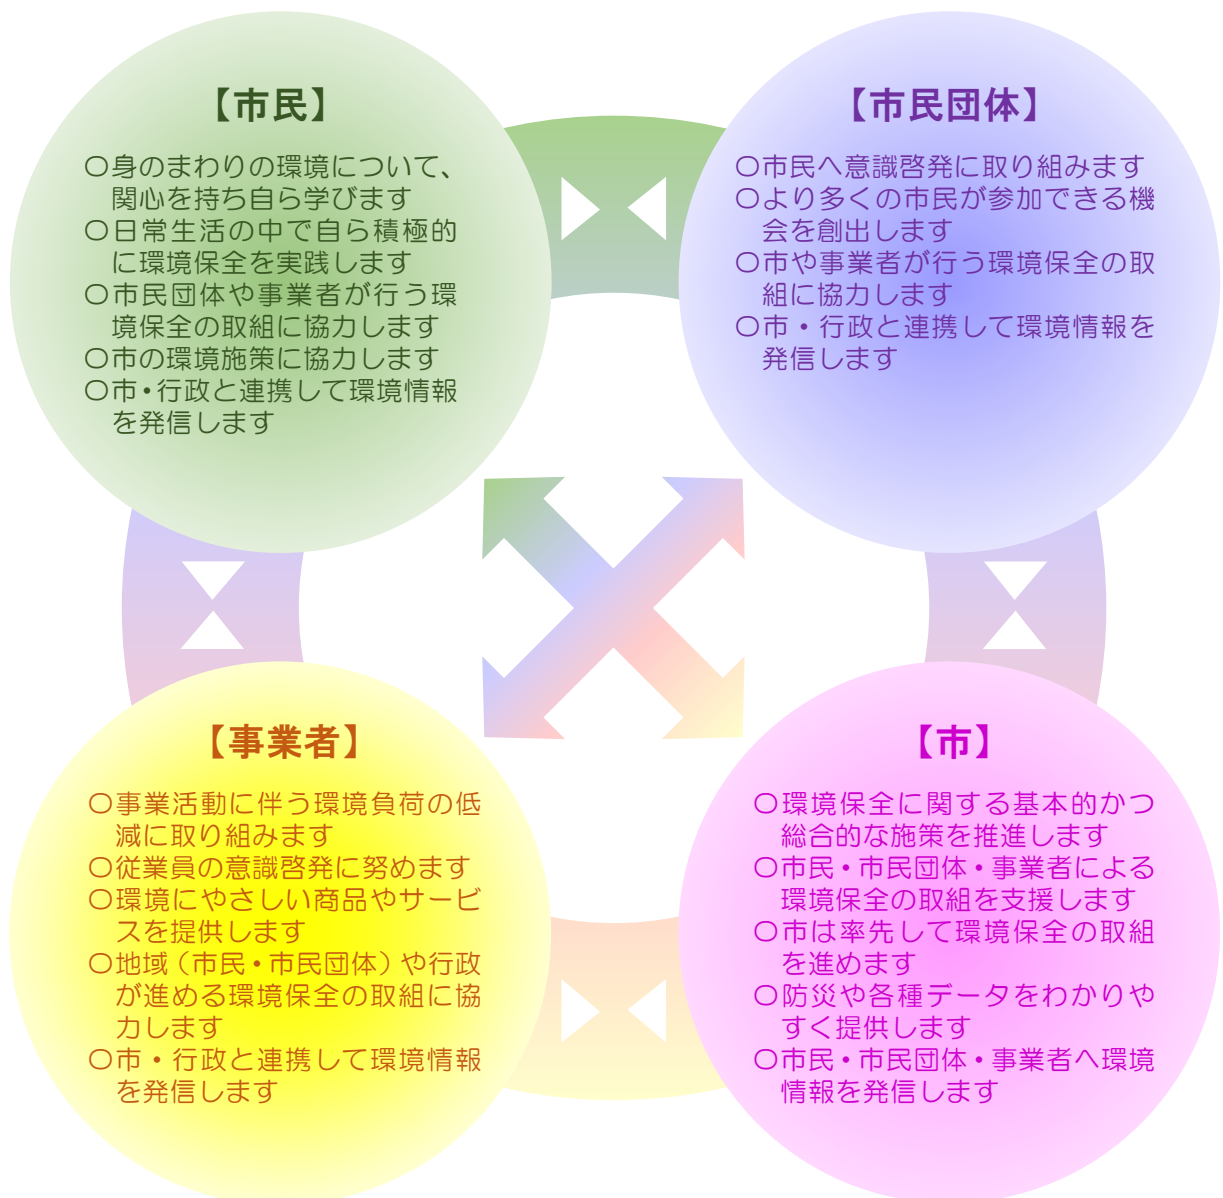 【市民】
〇身のまわりの環境について、
関心を持ち自ら学びます
〇日常生活の中で自ら積極的
に環境保全を実践します
〇市民団体や事業者が行う環
境保全の取組に協力します
〇市の環境施策に協力します
〇市・行政と連携して環境情報
を発信します
【市民団体】
〇市民へ意識啓発に取り組みます
〇より多くの市民が参加できる機
会を創出します
〇市や事業者が行う環境保全の取
組に協力します
〇市・行政と連携して環境情報を
発信します
【事業者】
〇事業活動に伴う環境負荷の低
減に取り組みます
〇従業員の意識啓発に努めます
〇環境にやさしい商品やサービ
スを提供します
〇地域（市民・市民団体）や行政
が進める環境保全の取組に協
力します
〇市・行政と連携して環境情報
を発信します
【市】
〇環境保全に関する基本的かつ
総合的な施策を推進します
〇市民・市民団体・事業者による
環境保全の取組を支援します
〇市は率先して環境保全の取組
を進めます
〇防災や各種データをわかりや
すく提供します
〇市民・市民団体・事業者へ環境
情報を発信します